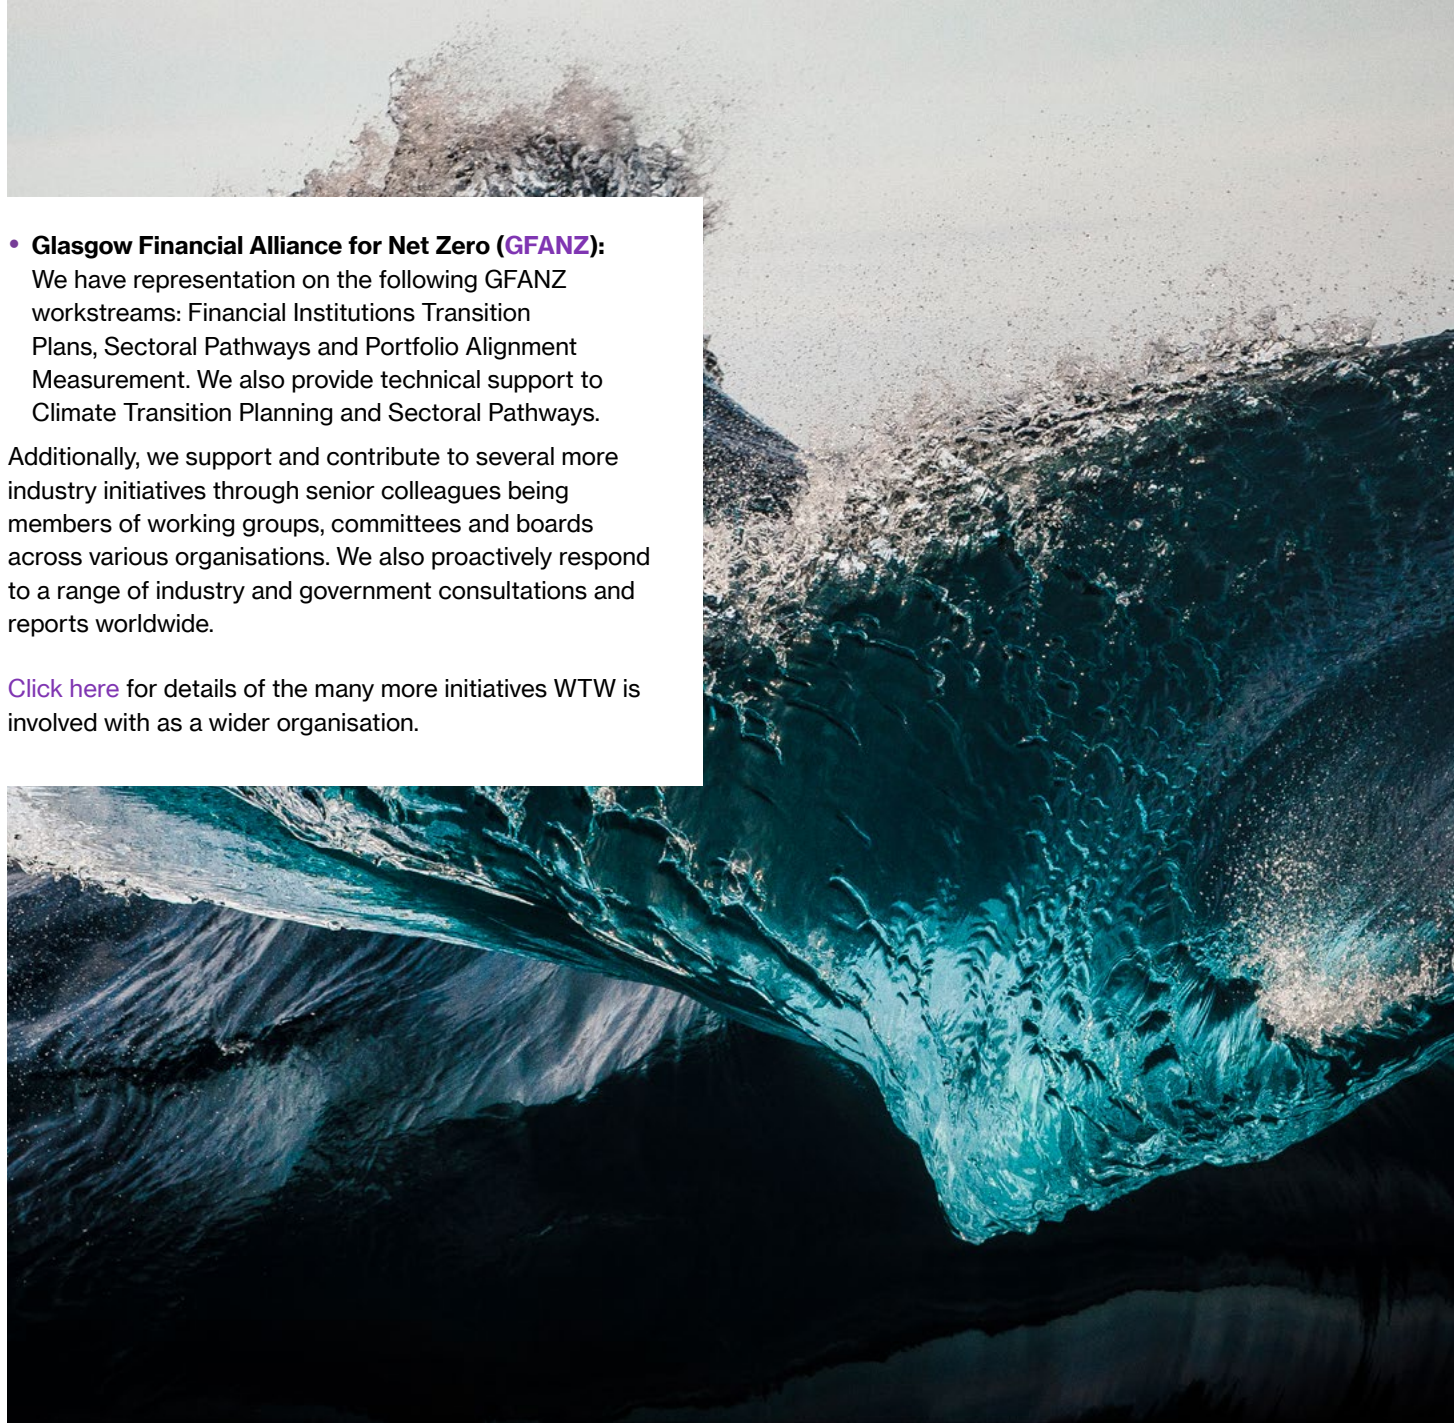 • Glasgow Financial Alliance for Net Zero (GFANZ):
We have representation on the following GFANZ
workstreams: Financial Institutions Transition
Plans, Sectoral Pathways and Portfolio Alignment
Measurement. We also provide technical support to
Climate Transition Planning and Sectoral Pathways.
Additionally, we support and contribute to several more
industry initiatives through senior colleagues being
members of working groups, committees and boards
across various organisations. We also proactively respond
to a range of industry and government consultations and
reports worldwide.
Click here for details of the many more initiatives WTW is
involved with as a wider organisation.